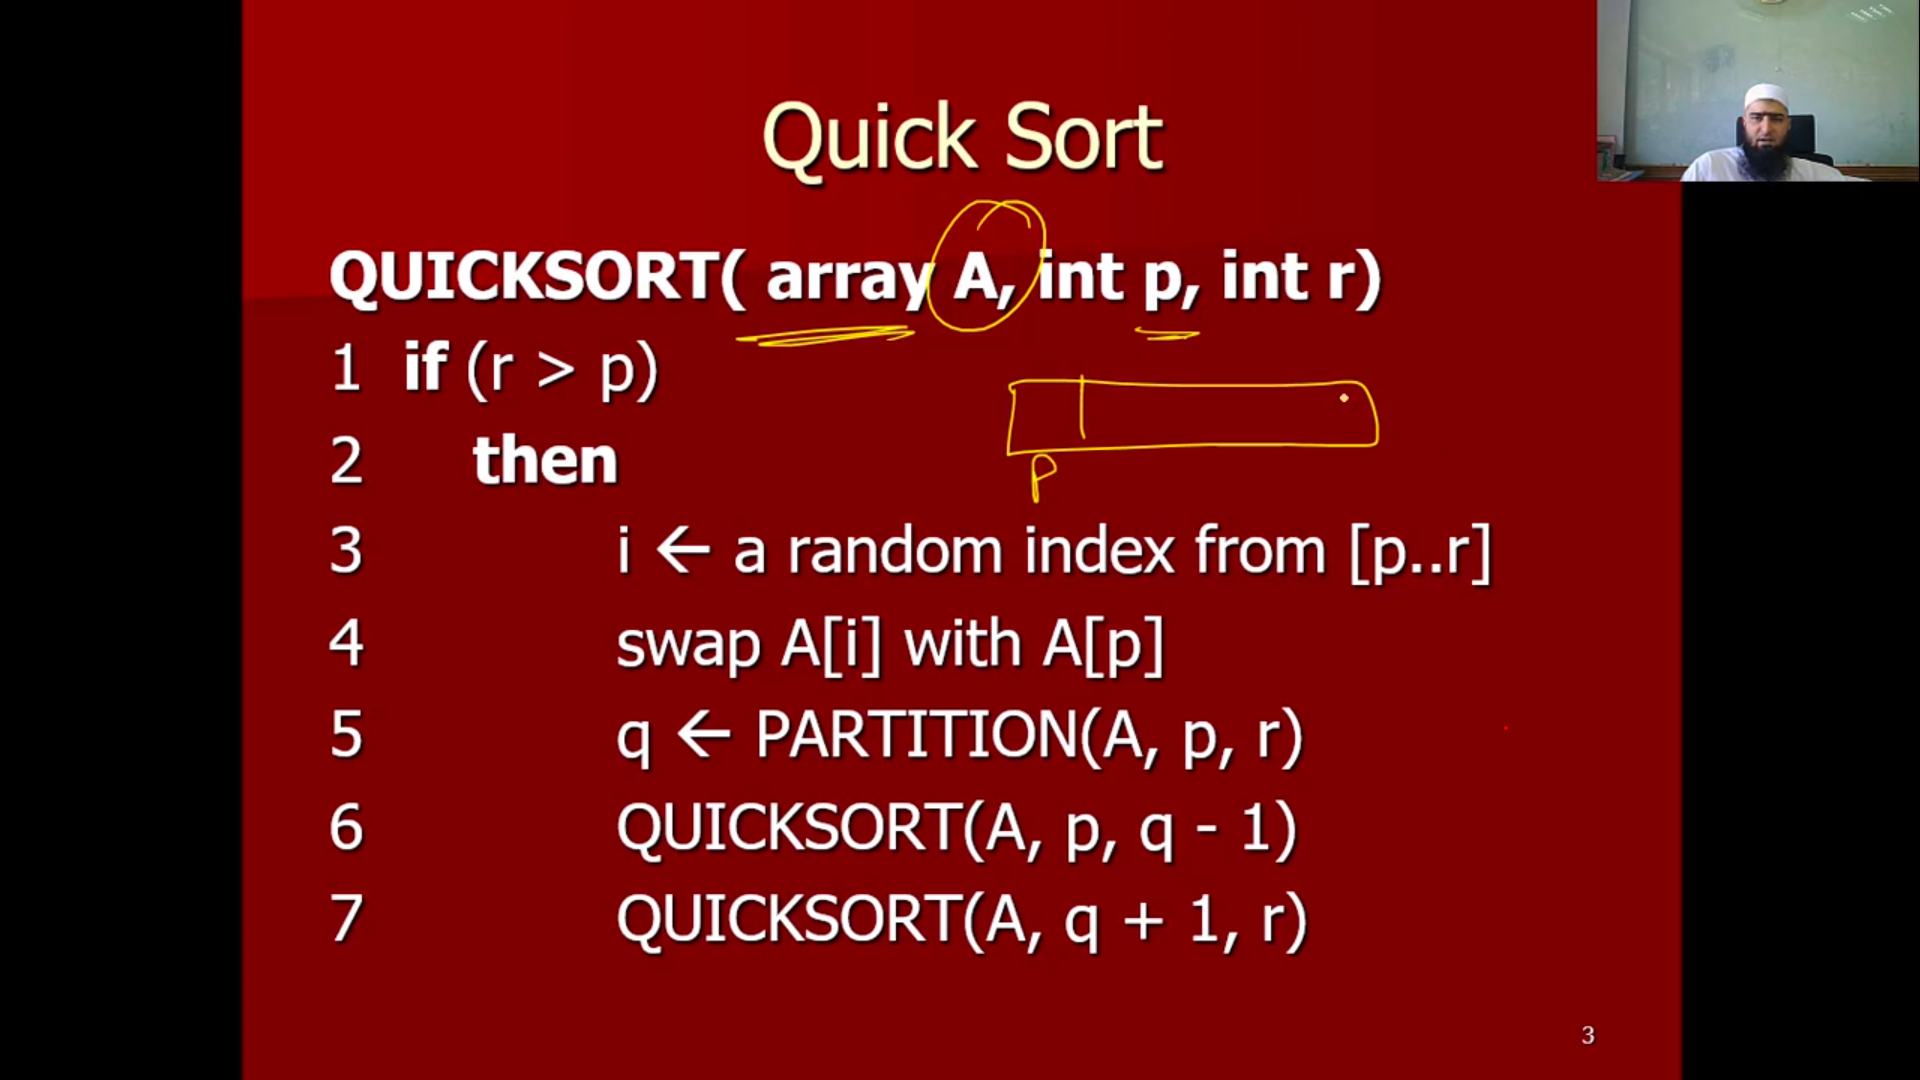 Quick Sort
QUICKSORT( array A, int p, int r)
1 if (r > p)
2 then
P
3 i ← a random index from [p..r]
4 swap A[i] with A[p]
5 q ← PARTITION(A, p, r)
6 QUICKSORT(A, p, q - 1)
7 QUICKSORT(A, q + 1, r)
3